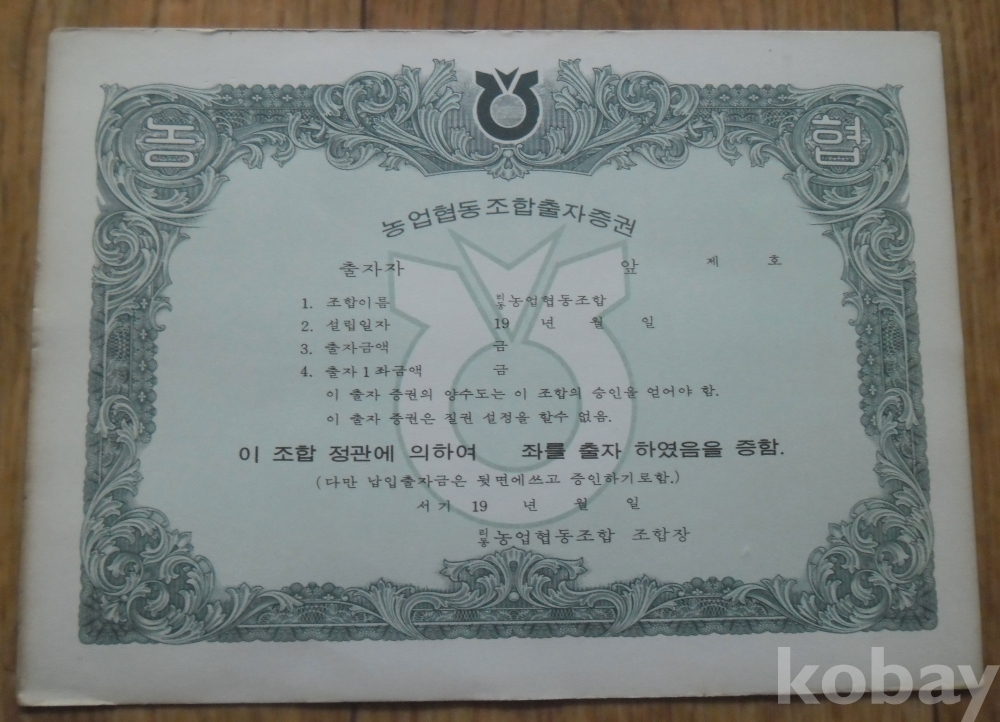 농 협
농업협동조합출자증권
출자자 앞 제 호
1. 조합이름 리동 농업협동조합
2. 설립일자 19 년 월 일
3. 출자금액 금
4. 출자 1 좌금액 금
이 출자 증권의 양수도는 이 조합의 승인을 얻어야 함.
이 출자 증권은 질권 설정을 할수 없음.
이 조합 정관에 의하여 좌를 출자 하였음을 증함.
(다만 납입출자금은 뒷면에쓰고 증인하기로함.)
서기 19 년 월 일
리동 농업협동조합 조합장
kobay